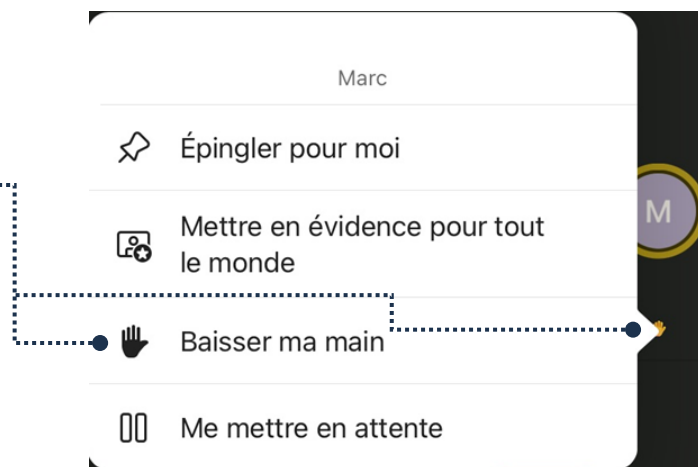 Marc
Épingler pour moi
M
Mettre en évidence pour tout
le monde
Baisser ma main
Me mettre en attente